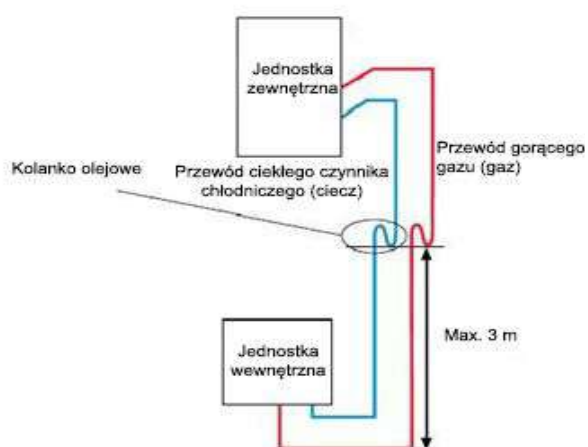 Jednostka
zewnętrzna
Kolanko olejowe
Przewód ciekłego czynnika
chłodniczego (ciecz)
Przewód gorącego
gazu (gaz)
Jednostka
wewnętrzna
Max. 3 m